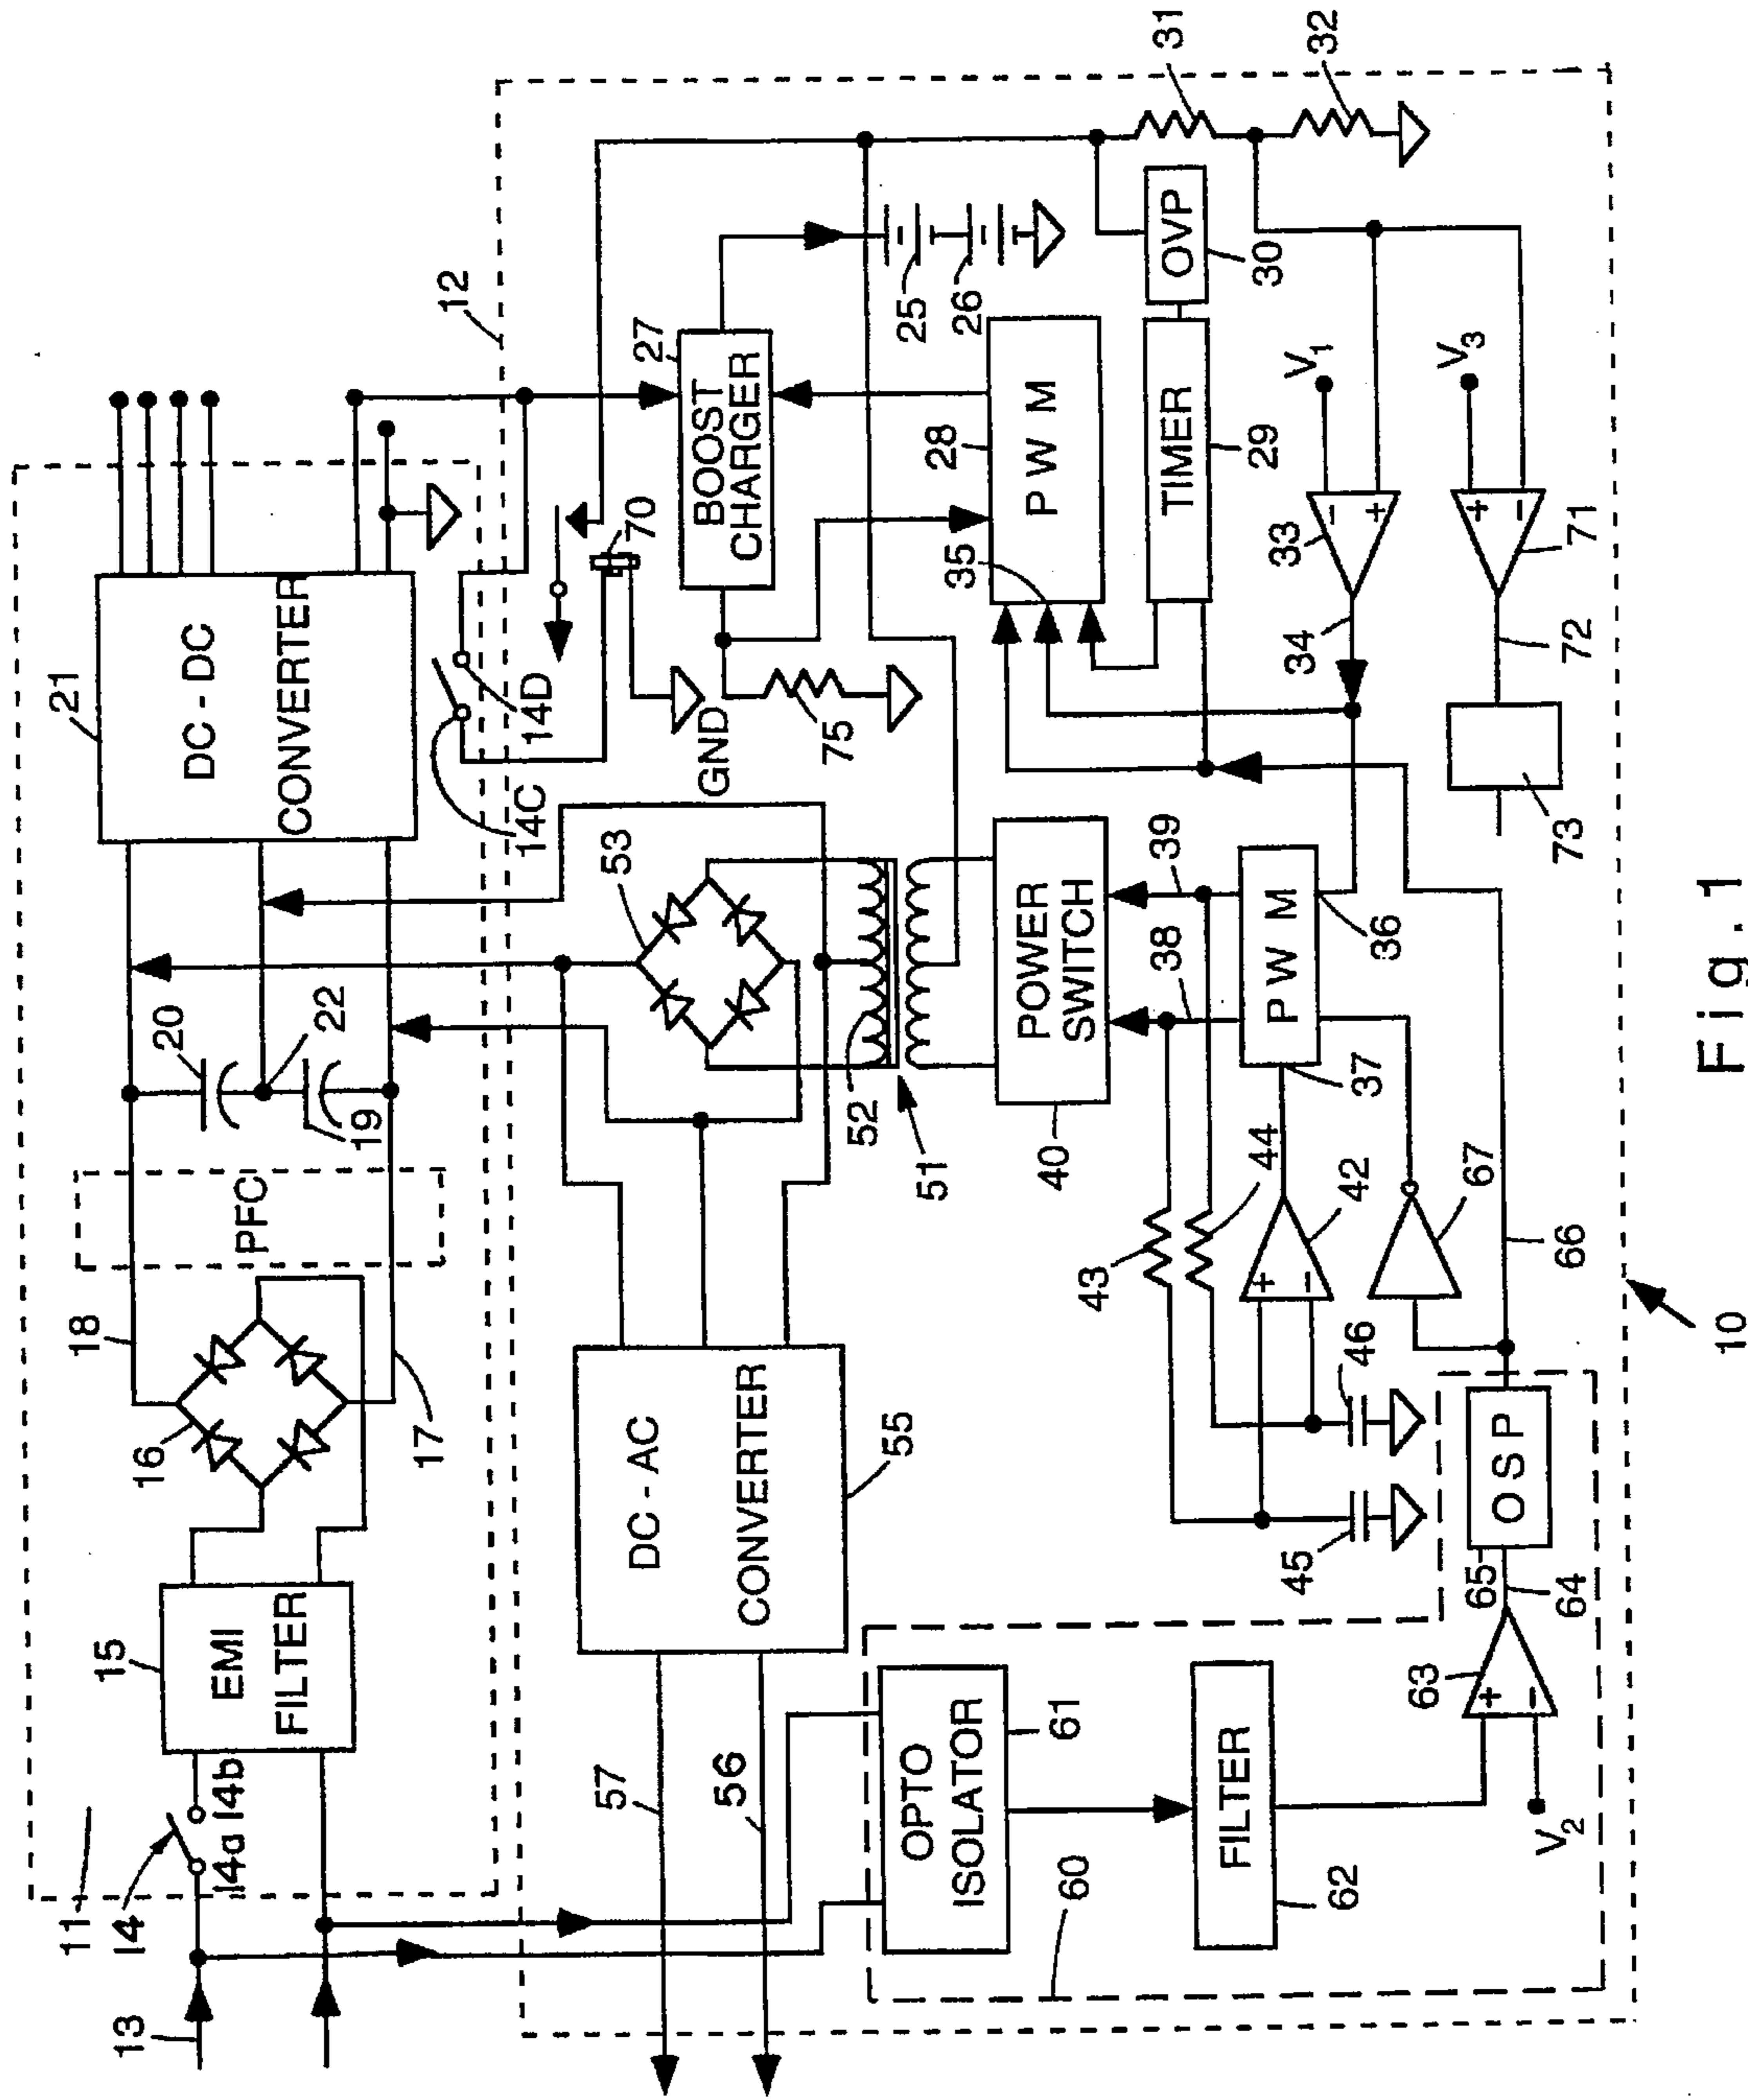 11
12
13
14
14a
14b
15
EMI
FILTER
16
17
18
PFC
19
20
22
21
DC - DC
CONVERTER
14C
14D
70
GND
75
27
BOOST
CHARGER
25
26
28
P W M
35
TIMER
29
OVP
30
31
32
V1
33
34
V3
71
72
73
53
52
51
POWER
SWITCH
40
38
39
P W M
36
37
43
44
44
42
67
45
46
DC - AC
CONVERTER
55
57
56
OPTO
ISOLATOR
61
60
FILTER
62
63
V2
64
65
O S P
66
10
Fig. 1